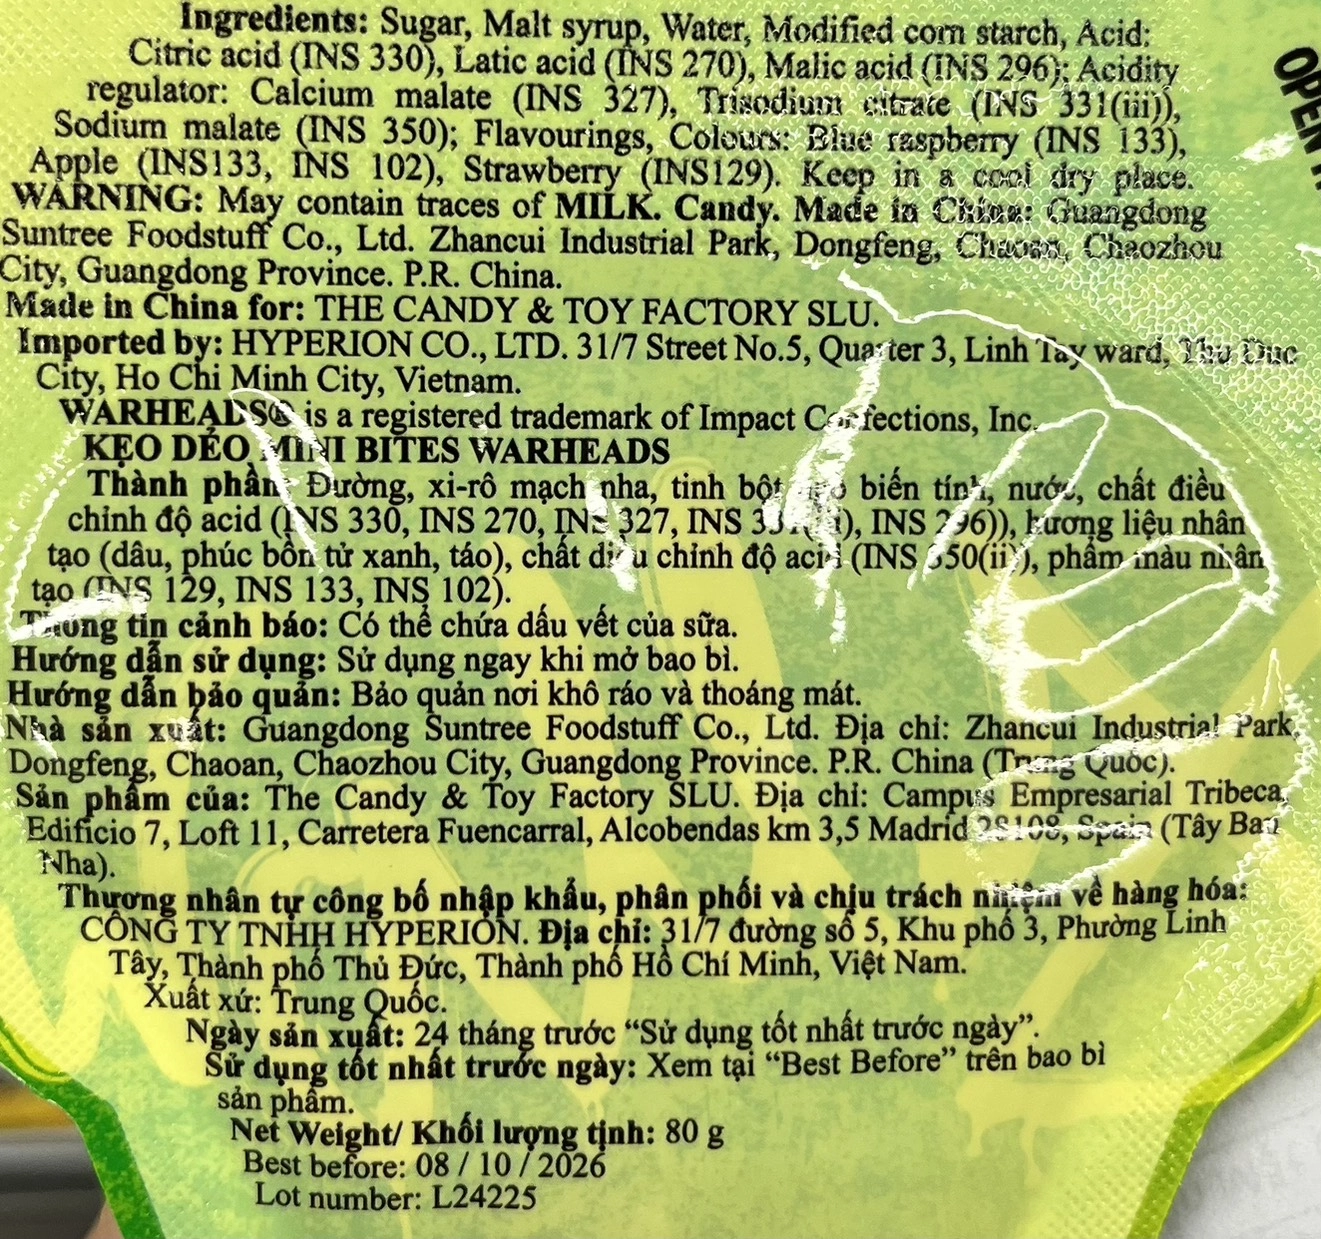 Ingredients: Sugar, Malt syrup, Water, Modified corn starch, Acid:
Citric acid (INS 330), Latic acid (INS 270), Malic acid (INS 296); Acidity
regulator: Calcium malate (INS 327), Trisodium citrate (INS 331(iii)),
Sodium malate (INS 350); Flavourings, Colours: Blue raspberry (INS 133),
Apple (INS133, INS 102), Strawberry (INS129). Keep in a cool dry place.
WARNING: May contain traces of MILK. Candy. Made in China: Guangdong
Suntree Foodstuff Co., Ltd. Zhancui Industrial Park, Dongfeng, Chaoan, Chaozhou
City, Guangdong Province. P.R. China.
Made in China for: THE CANDY & TOY FACTORY SLU.
Imported by: HYPERION CO., LTD. 31/7 Street No.5, Quarter 3, Linh Tay ward, Thu Duc
City, Ho Chi Minh City, Vietnam.
WARHEADS® is a registered trademark of Impact Confections, Inc.
KẸO DẺO MINI BITES WARHEADS
Thành phần: Đường, xi-rô mạch nha, tinh bột ngô biến tính, nước, chất điều
chỉnh độ acid (INS 330, INS 270, INS 327, INS 331(iii), INS 296)), hương liệu nhân
tạo (dâu, phúc bồn tử xanh, táo), chất điều chỉnh độ acid (INS 350(ii)), phẩm màu nhân
tạo (INS 129, INS 133, INS 102).
Thông tin cảnh báo: Có thể chứa dấu vết của sữa.
Hướng dẫn sử dụng: Sử dụng ngay khi mở bao bì.
Hướng dẫn bảo quản: Bảo quản nơi khô ráo và thoáng mát.
Nhà sản xuất: Guangdong Suntree Foodstuff Co., Ltd. Địa chỉ: Zhancui Industrial Park,
Dongfeng, Chaoan, Chaozhou City, Guangdong Province. P.R. China (Trung Quốc).
Sản phẩm của: The Candy & Toy Factory SLU. Địa chỉ: Campus Empresarial Tribeca,
Edificio 7, Loft 11, Carretera Fuencarral, Alcobendas km 3,5 Madrid 28108, Spain (Tây Ban
Nha).
Thương nhân tự công bố nhập khẩu, phân phối và chịu trách nhiệm về hàng hóa:
CÔNG TY TNHH HYPERION. Địa chỉ: 31/7 đường số 5, Khu phố 3, Phường Linh
Tây, Thành phố Thủ Đức, Thành phố Hồ Chí Minh, Việt Nam.
Xuất xứ: Trung Quốc.
Ngày sản xuất: 24 tháng trước “Sử dụng tốt nhất trước ngày”.
Sử dụng tốt nhất trước ngày: Xem tại “Best Before” trên bao bì
sản phẩm.
Net Weight/ Khối lượng tịnh: 80 g
Best before: 08 / 10 / 2026
Lot number: L24225
OPEN